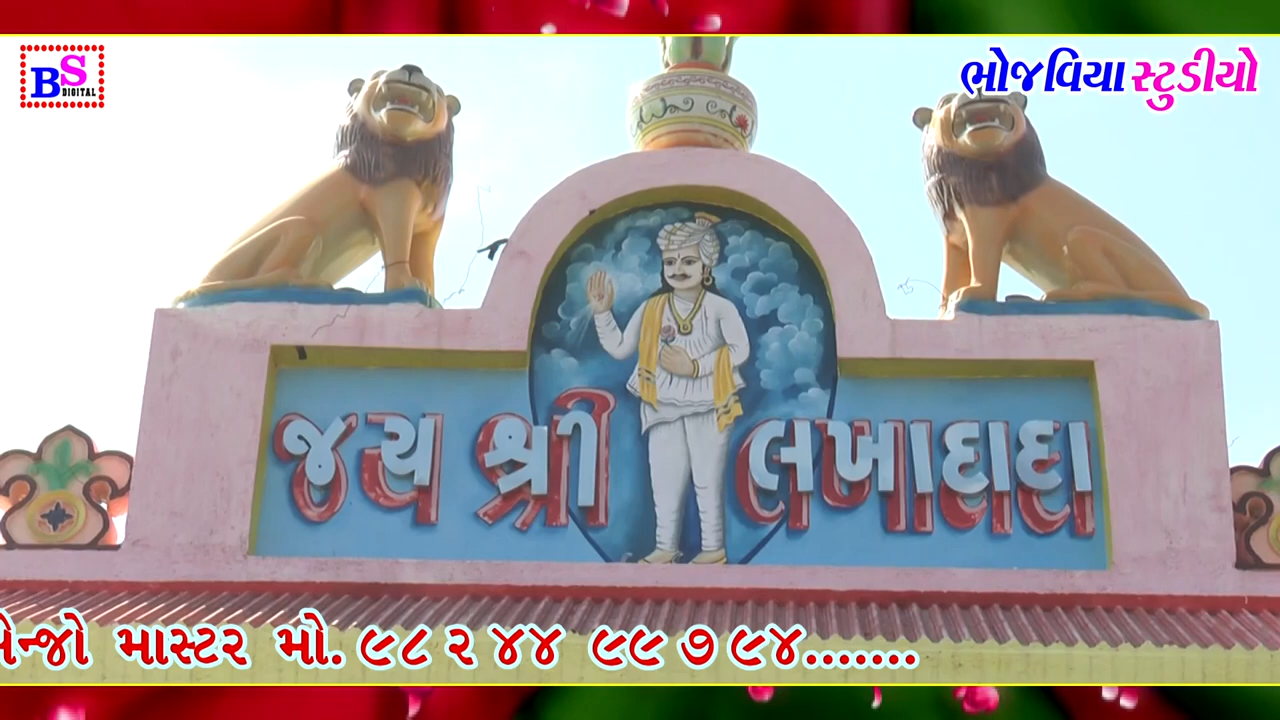 BS
DIGITAL
ભોજવિયા સ્ટુડીયો
જય શ્રી લખાદાદા
બેન્જો માસ્ટર મો. ૯૮ ૨ ૪૪ ૯૯ ૭ ૯૪.......